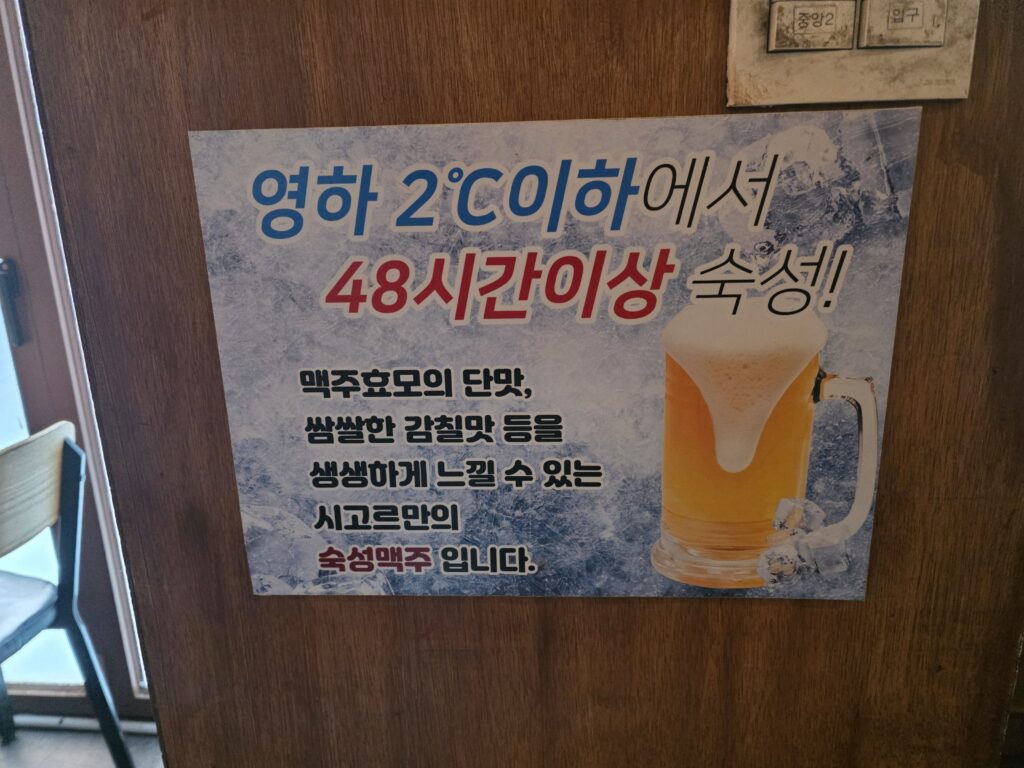 중앙2 입구
영하 2℃이하에서
48시간이상 숙성!
맥주효모의 단맛,
쌈쌀한 감칠맛 등을
생생하게 느낄 수 있는
시고르만의
숙성맥주 입니다.